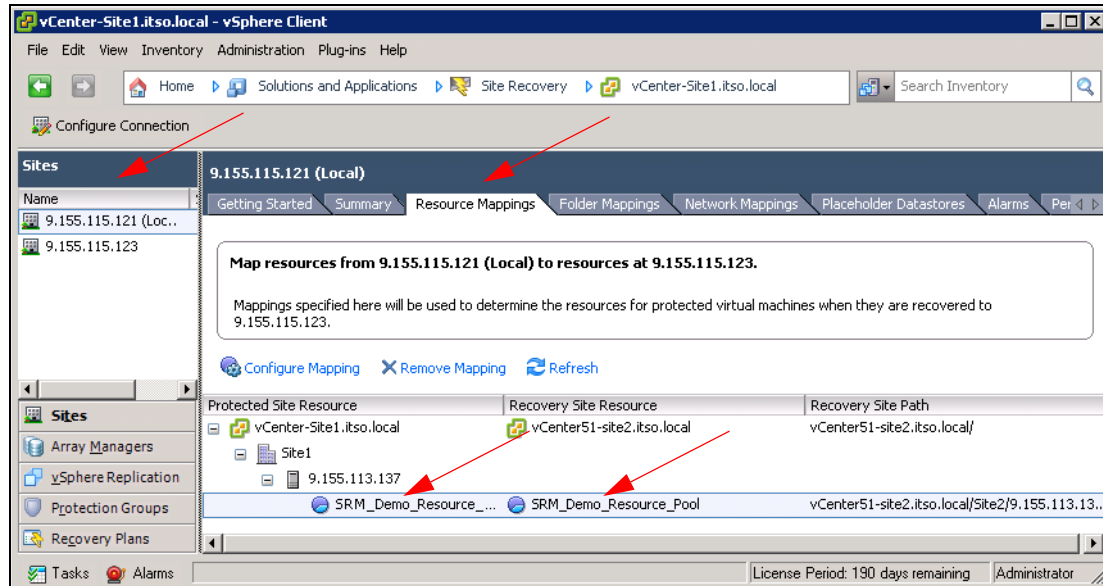 vCenter-Site1.itso.local - vSphere Client
File Edit View Inventory Administration Plug-ins Help
Home Solutions and Applications Site Recovery vCenter-Site1.itso.local Search Inventory
Configure Connection
Sites
Name
9.155.115.121 (Loc..
9.155.115.123
9.155.115.121 (Local)
Getting Started Summary Resource Mappings Folder Mappings Network Mappings Placeholder Datastores Alarms Per
Map resources from 9.155.115.121 (Local) to resources at 9.155.115.123.
Mappings specified here will be used to determine the resources for protected virtual machines when they are recovered to
9.155.115.123.
Configure Mapping Remove Mapping Refresh
Protected Site Resource Recovery Site Resource Recovery Site Path
vCenter-Site1.itso.local vCenter51-site2.itso.local vCenter51-site2.itso.local/
Site1
9.155.113.137
SRM_Demo_Resource_... SRM_Demo_Resource_Pool vCenter51-site2.itso.local/Site2/9.155.113.13..
Sites
Array Managers
vSphere Replication
Protection Groups
Recovery Plans
Tasks Alarms License Period: 190 days remaining Administrator